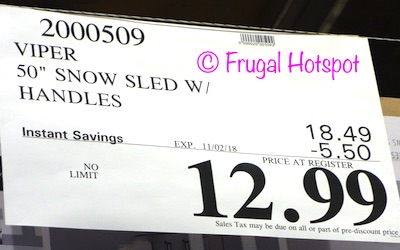 2000509
© Frugal Hotspot
VIPER
50" SNOW SLED W/
HANDLES
18.49
Instant Savings EXP. 11/02/18 -5.50
PRICE AT REGISTER
NO
LIMIT
12.99
Sales Tax may be due on all or part of pre-discount price